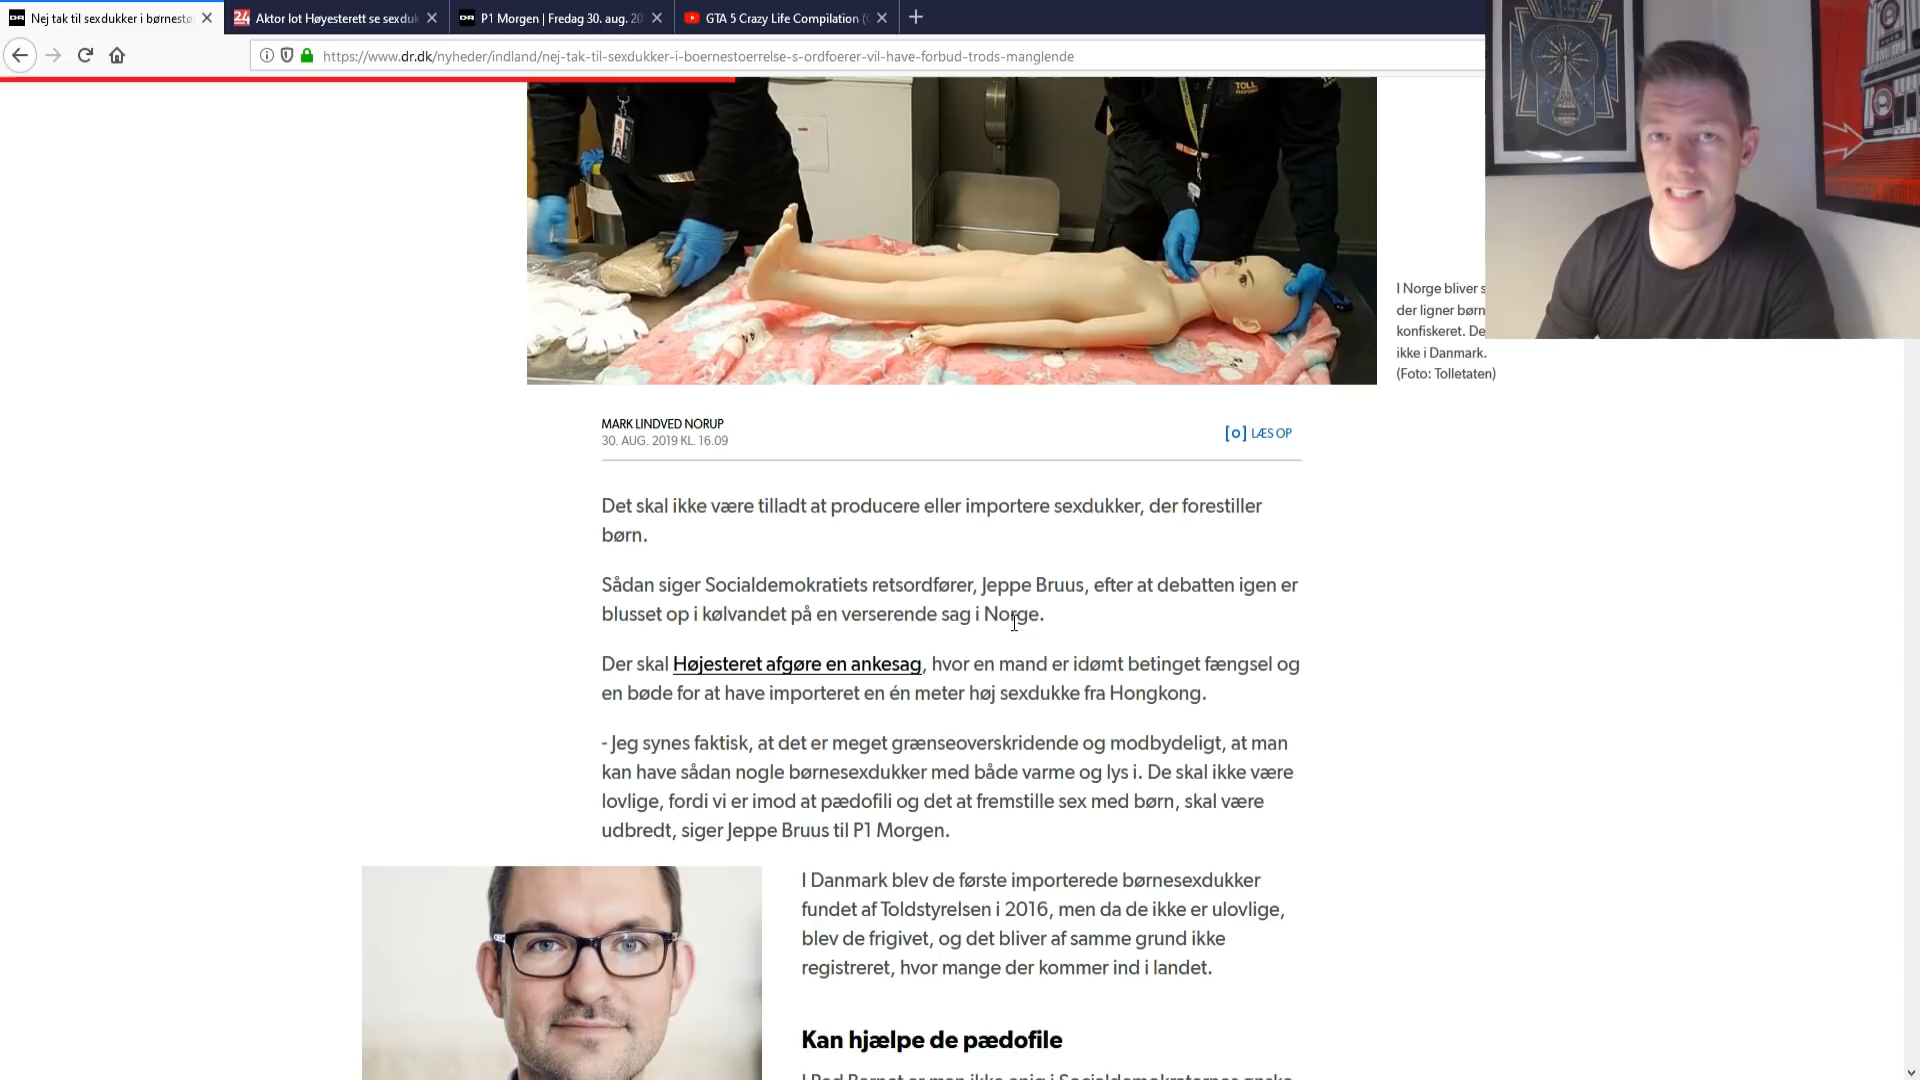 Nej tak til sexdukker i børnest
Aktor lot Høyesterett se sexduk
P1 Morgen | Fredag 30. aug. 20
GTA 5 Crazy Life Compilation (
https://www.dr.dk/nyheder/indland/nej-tak-til-sexdukker-i-boernestoerrelse-s-ordfoerer-vil-have-forbud-trods-manglende
TOLL
I Norge bliver s
der ligner børn
konfiskeret. De
ikke i Danmark.
(Foto: Tolletaten)
MARK LINDVED NORUP
30. AUG. 2019 KL. 16.09
LÆS OP
Det skal ikke være tilladt at producere eller importere sexdukker, der forestiller
børn.
Sådan siger Socialdemokratiets retsordfører, Jeppe Bruus, efter at debatten igen er
blusset op i kølvandet på en verserende sag i Norge.
Der skal Højesteret afgøre en ankesag, hvor en mand er idømt betinget fængsel og
en bøde for at have importeret en én meter høj sexdukke fra Hongkong.
- Jeg synes faktisk, at det er meget grænseoverskridende og modbydeligt, at man
kan have sådan nogle børnesexdukker med både varme og lys i. De skal ikke være
lovlige, fordi vi er imod at pædofili og det at fremstille sex med børn, skal være
udbredt, siger Jeppe Bruus til P1 Morgen.
I Danmark blev de første importerede børnesexdukker
fundet af Toldstyrelsen i 2016, men da de ikke er ulovlige,
blev de frigivet, og det bliver af samme grund ikke
registreret, hvor mange der kommer ind i landet.
Kan hjælpe de pædofile
I Red Barnet er man ikke enig i Socialdemokraternes ønske